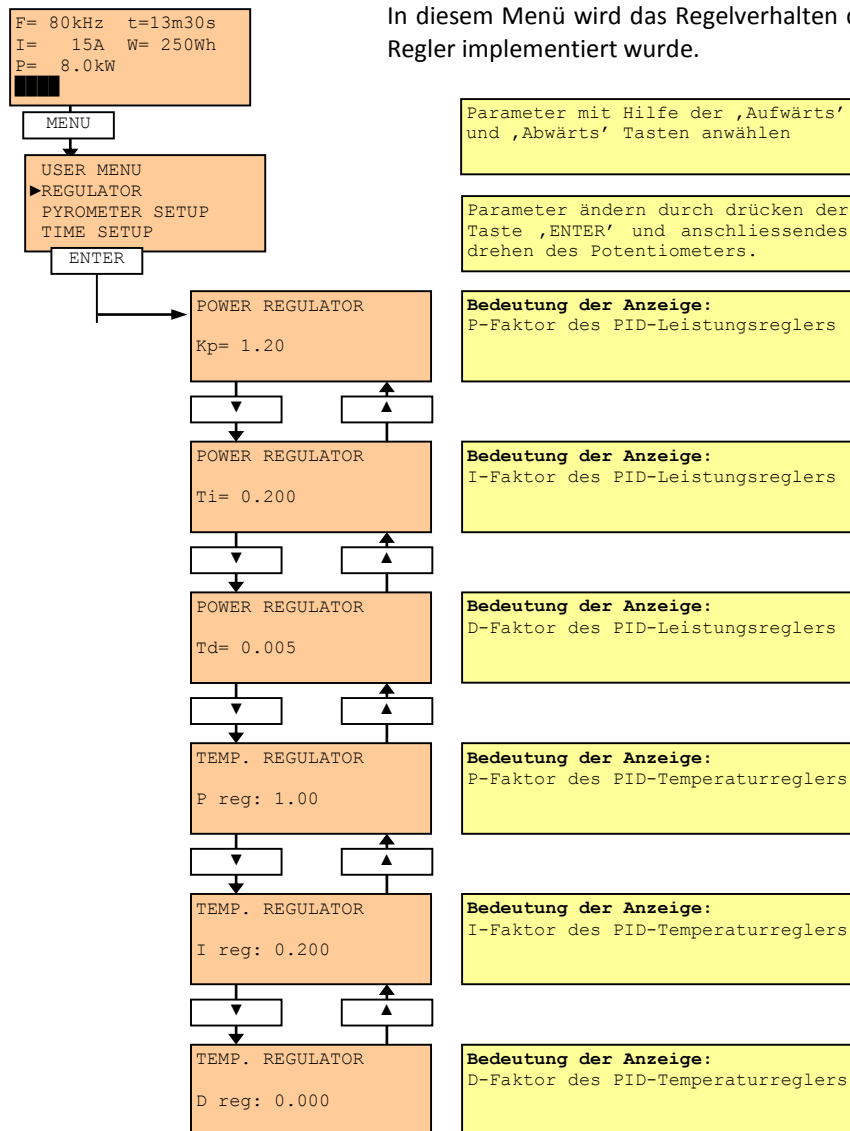 In diesem Menü wird das Regelverhalten
Regler implementiert wurde.
F= 80kHz t=13m30s
I= 15A W= 250Wh
P= 8.0kW
MENU
USER MENU
►REGULATOR
PYROMETER SETUP
TIME SETUP
ENTER
Parameter mit Hilfe der ‚Aufwärts’
und ‚Abwärts’ Tasten anwählen
Parameter ändern durch drücken der
Taste ‚ENTER’ und anschliessendes
drehen des Potentiometers.
POWER REGULATOR
Kp= 1.20
Bedeutung der Anzeige:
P-Faktor des PID-Leistungsreglers
▼ ▲
POWER REGULATOR
Ti= 0.200
Bedeutung der Anzeige:
I-Faktor des PID-Leistungsreglers
▼ ▲
POWER REGULATOR
Td= 0.005
Bedeutung der Anzeige:
D-Faktor des PID-Leistungsreglers
▼ ▲
TEMP. REGULATOR
P reg: 1.00
Bedeutung der Anzeige:
P-Faktor des PID-Temperaturreglers
▼ ▲
TEMP. REGULATOR
I reg: 0.200
Bedeutung der Anzeige:
I-Faktor des PID-Temperaturreglers
▼ ▲
TEMP. REGULATOR
D reg: 0.000
Bedeutung der Anzeige:
D-Faktor des PID-Temperaturreglers